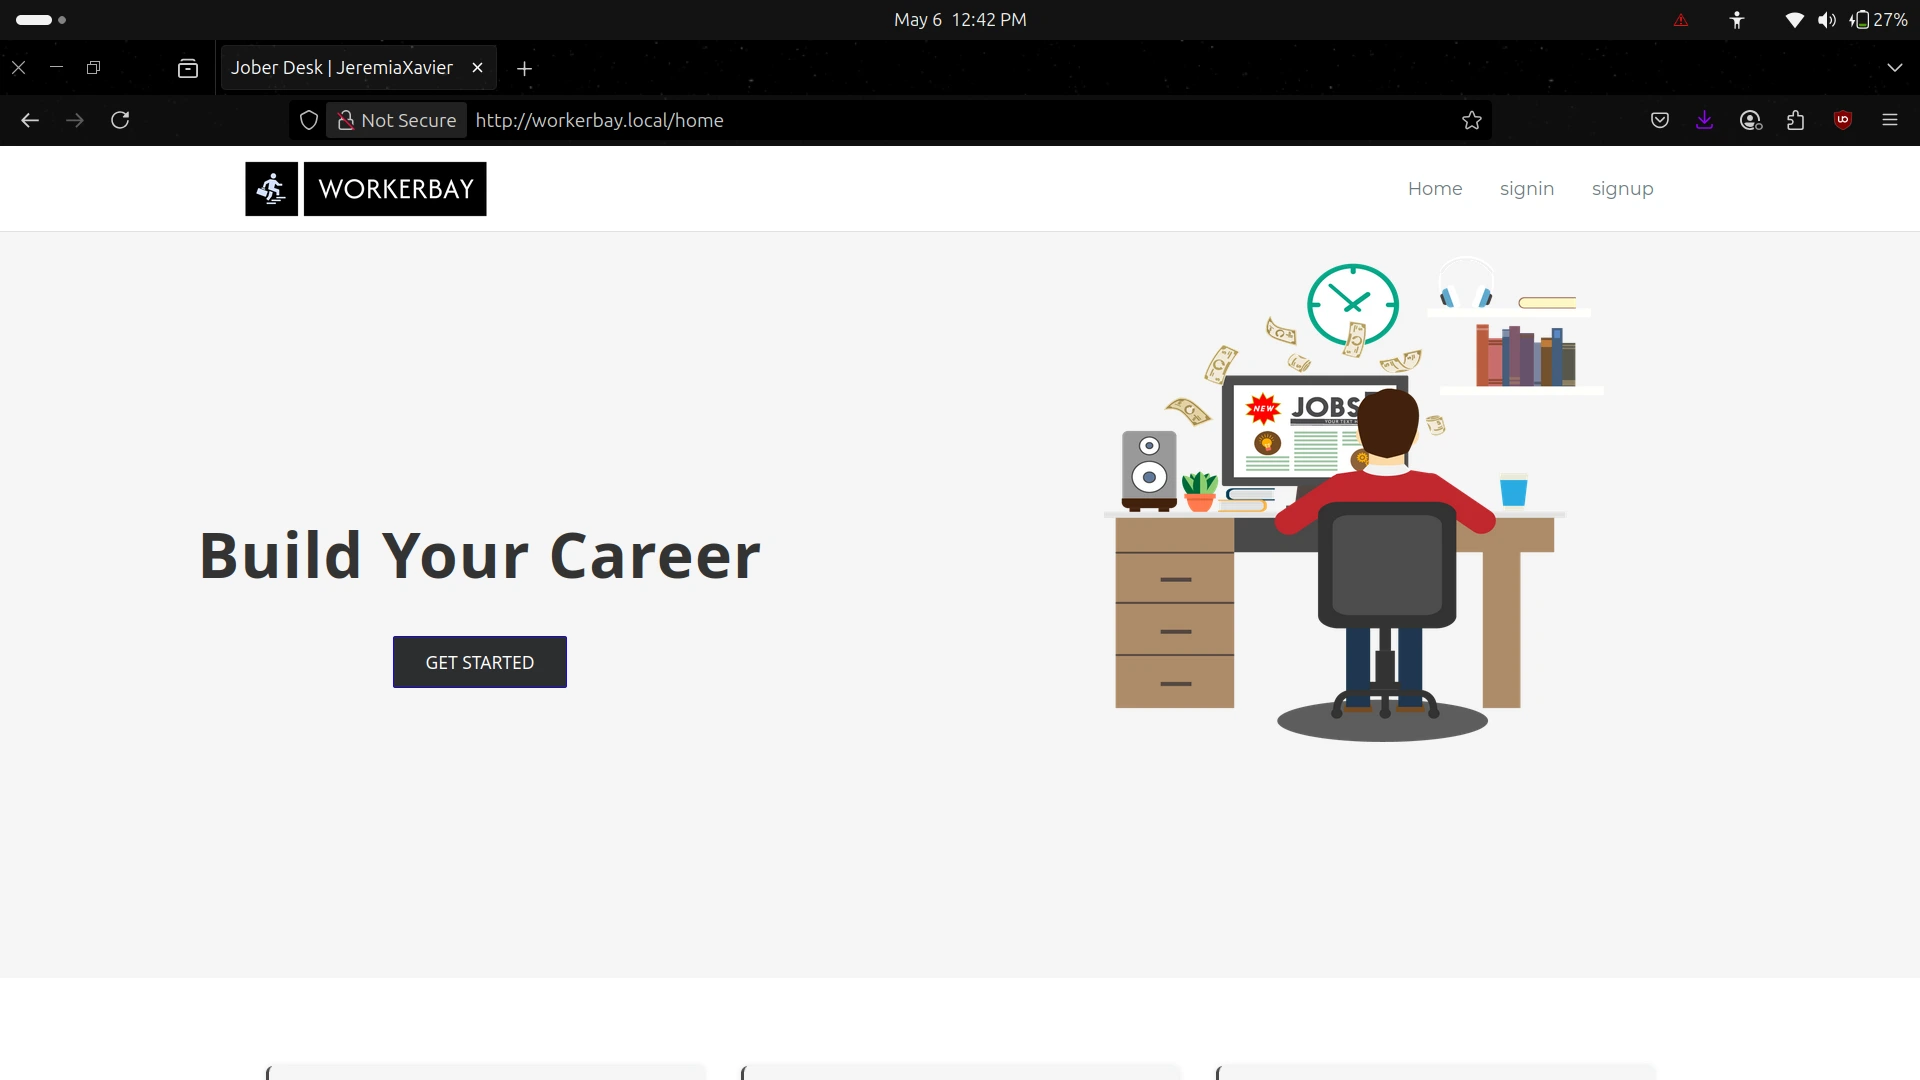 May 6 12:42 PM
27%
Jober Desk | JeremiaXavier
Not Secure http://workerbay.local/home
WORKERBAY
Home signin signup
NEW
JOBS
Build Your Career
GET STARTED